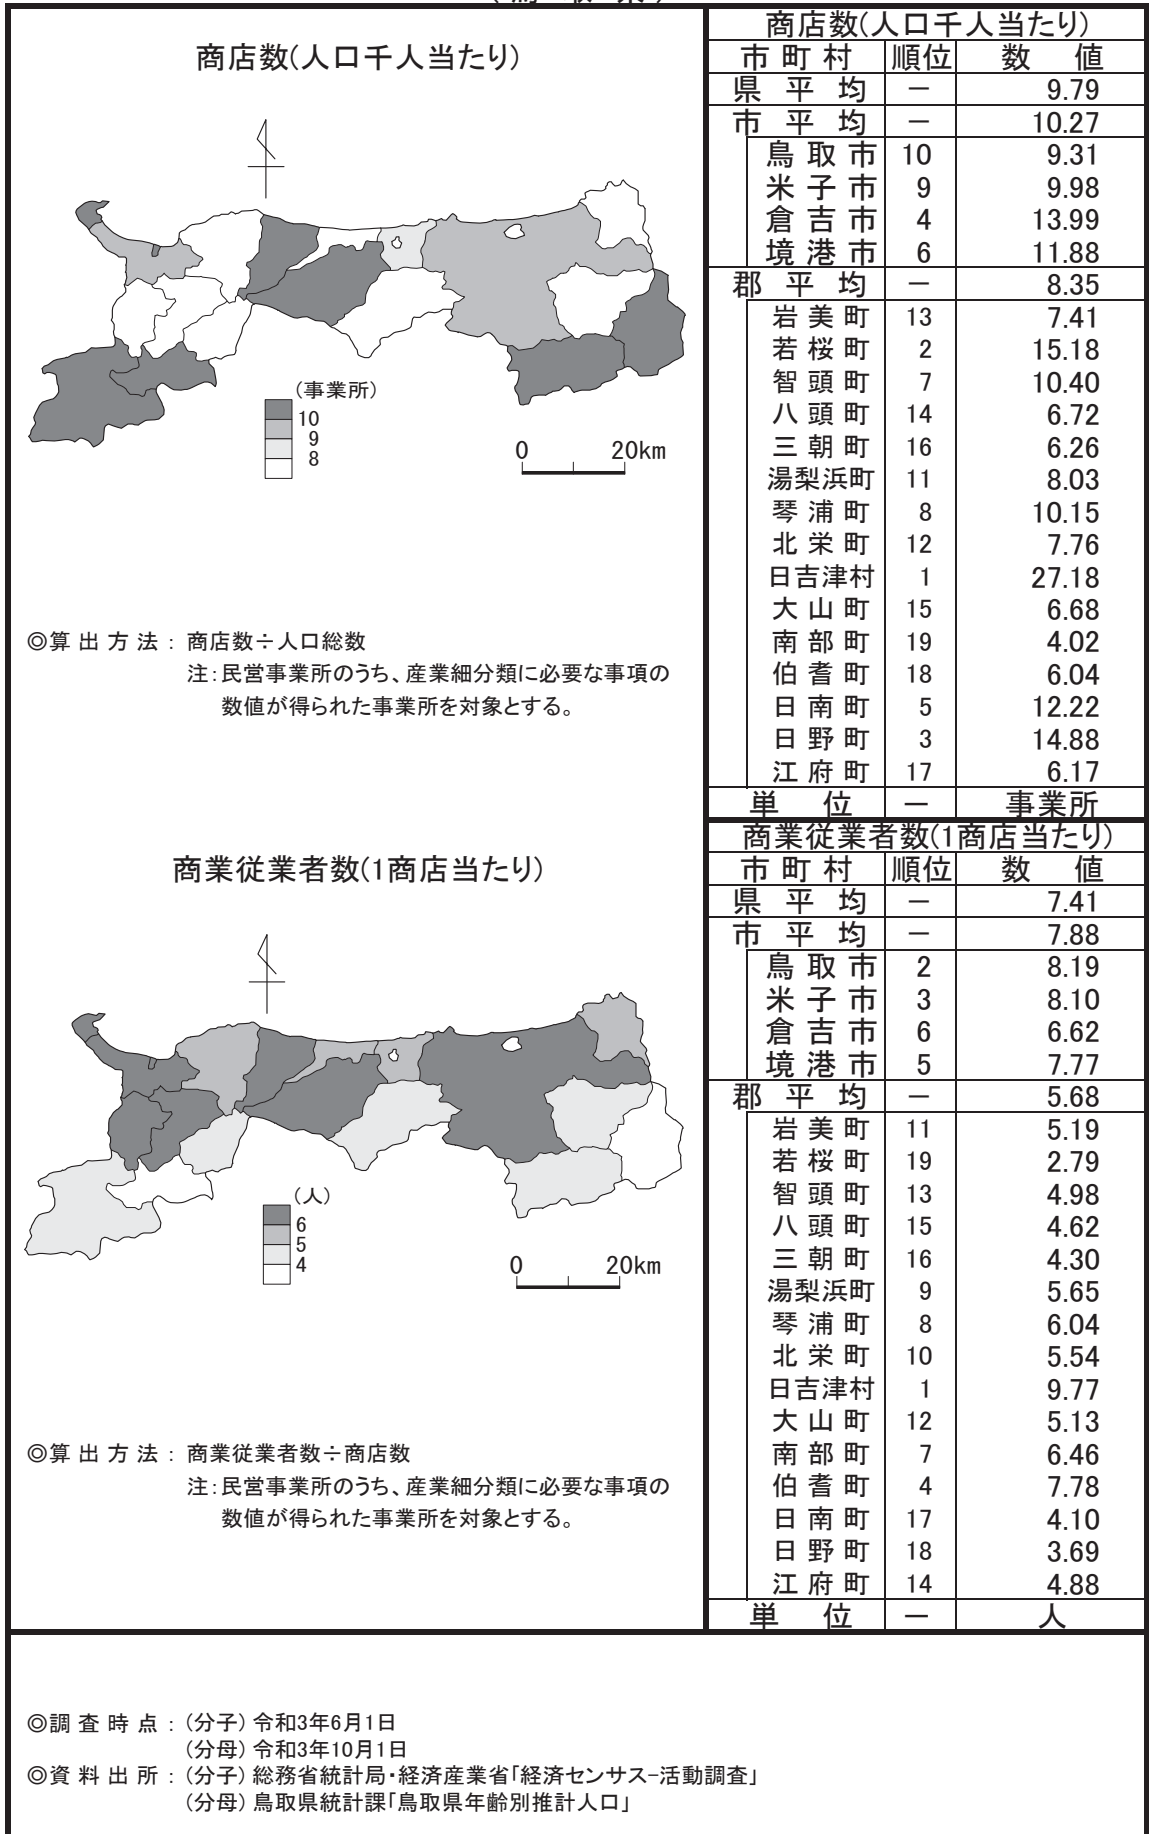 商店数(人口千人当たり)
(事業所)
10
9
8
0 20km
◎算出方法：商店数÷人口総数
注：民営事業所のうち、産業細分類に必要な事項の
数値が得られた事業所を対象とする。
商店数(人口千人当たり)
市町村 順位 数値
県平均 － 9.79
市平均 － 10.27
鳥取市 10 9.31
米子市 9 9.98
倉吉市 4 13.99
境港市 6 11.88
郡平均 － 8.35
岩美町 13 7.41
若桜町 2 15.18
智頭町 7 10.40
八頭町 14 6.72
三朝町 16 6.26
湯梨浜町 11 8.03
琴浦町 8 10.15
北栄町 12 7.76
日吉津村 1 27.18
大山町 15 6.68
南部町 19 4.02
伯耆町 18 6.04
日南町 5 12.22
日野町 3 14.88
江府町 17 6.17
単位 － 事業所
商業従業者数(1商店当たり)
(人)
6
5
4
0 20km
◎算出方法：商業従業者数÷商店数
注：民営事業所のうち、産業細分類に必要な事項の
数値が得られた事業所を対象とする。
商業従業者数(1商店当たり)
市町村 順位 数値
県平均 － 7.41
市平均 － 7.88
鳥取市 2 8.19
米子市 3 8.10
倉吉市 6 6.62
境港市 5 7.77
郡平均 － 5.68
岩美町 11 5.19
若桜町 19 2.79
智頭町 13 4.98
八頭町 15 4.62
三朝町 16 4.30
湯梨浜町 9 5.65
琴浦町 8 6.04
北栄町 10 5.54
日吉津村 1 9.77
大山町 12 5.13
南部町 7 6.46
伯耆町 4 7.78
日南町 17 4.10
日野町 18 3.69
江府町 14 4.88
単位 － 人
◎調査時点：(分子) 令和3年6月1日
(分母) 令和3年10月1日
◎資料出所：(分子) 総務省統計局・経済産業省「経済センサス-活動調査」
(分母) 鳥取県統計課「鳥取県年齢別推計人口」